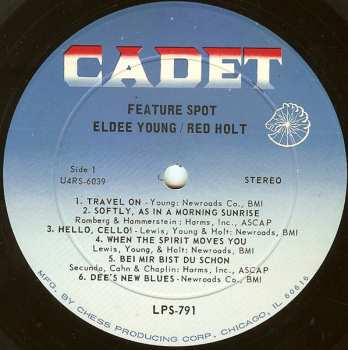 CADET
FEATURE SPOT
ELDEE YOUNG / RED HOLT
Side 1
U4RS-6039
STEREO
1. TRAVEL ON - Young: Newroads Co., BMI
2. SOFTLY, AS IN A MORNING SUNRISE
Romberg & Hammerstein: Harms, Inc., ASCAP
3. HELLO, CELLO! - Lewis, Young & Holt: Newroads, BMI
4. WHEN THE SPIRIT MOVES YOU
Lewis, Young, & Holt: Newroads Co., BMI
5. BEI MIR BIST DU SCHON
Secunda, Cahn & Chaplin: Harms, Inc., ASCAP
6. DEE'S NEW BLUES - Newroads Co., BMI
LPS-791
MFG. BY CHESS PRODUCING CORP. CHICAGO, IL 60616